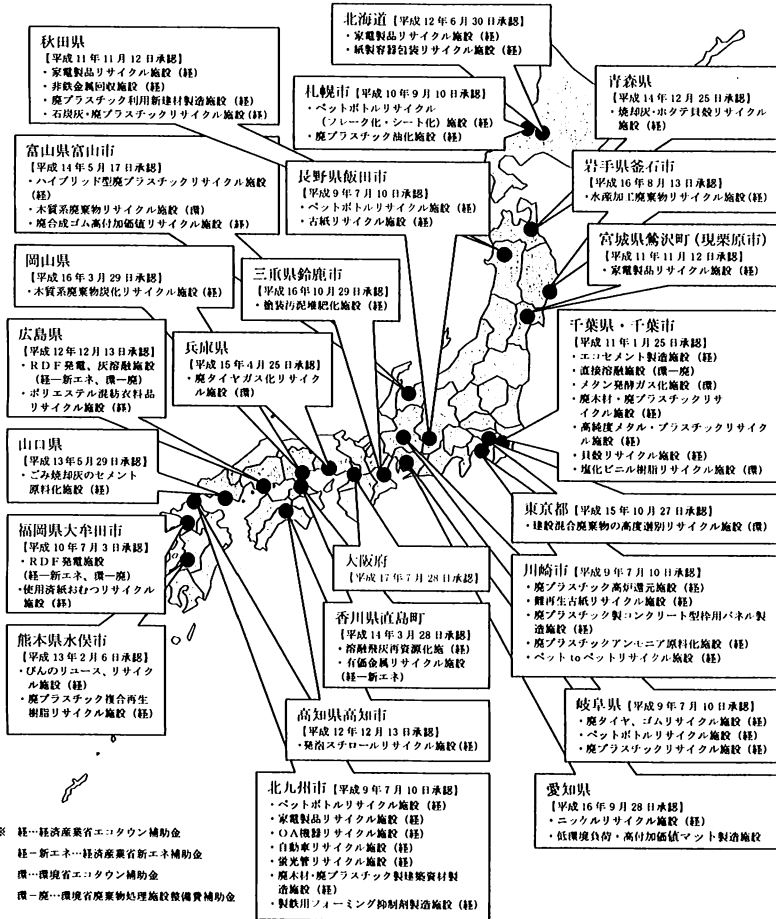 北海道【平成12年6月30日承認】
・家電製品リサイクル施設（経）
・紙製容器包装リサイクル施設（経）
秋田県
【平成11年11月12日承認】
・家電製品リサイクル施設（経）
・非鉄金属回収施設（経）
・廃プラスチック利用新建材製造施設（経）
・石炭灰・廃プラスチックリサイクル施設（経）
札幌市【平成10年9月10日承認】
・ペットボトルリサイクル
（フレーク化・シート化）施設（経）
・廃プラスチック油化施設（経）
青森県
【平成14年12月25日承認】
・焼却灰・ホタテ貝殻リサイクル
施設（経）
富山県富山市
【平成14年5月17日承認】
・ハイブリッド型廃プラスチックリサイクル施設
（経）
・木質系廃棄物リサイクル施設（環）
・廃合成ゴム高付加価値リサイクル施設（経）
長野県飯田市
【平成9年7月10日承認】
・ペットボトルリサイクル施設（経）
・古紙リサイクル施設（経）
岩手県釜石市
【平成16年8月13日承認】
・水産加工廃棄物リサイクル施設（経）
宮城県鶯沢町（現栗原市）
【平成11年11月12日承認】
・家電製品リサイクル施設（経）
岡山県
【平成16年3月29日承認】
・木質系廃棄物炭化リサイクル施設（経）
三重県鈴鹿市
【平成16年10月29日承認】
・塗装汚泥堆肥化施設（経）
広島県
【平成12年12月13日承認】
・RDF発電、灰溶融施設
（経―新エネ、環―廃）
・ポリエステル混紡衣料品
リサイクル施設（経）
兵庫県
【平成15年4月25日承認】
・廃タイヤガス化リサイク
ル施設（環）
千葉県・千葉市
【平成11年1月25日承認】
・エコセメント製造施設（経）
・直接溶融施設（環―廃）
・メタン発酵ガス化施設（環）
・廃木材・廃プラスチックリサ
イクル施設（経）
・高純度メタル・プラスチックリサイク
ル施設（経）
・貝殻リサイクル施設（経）
・塩化ビニル樹脂リサイクル施設（環）
山口県
【平成13年5月29日承認】
・ごみ焼却灰のセメント
原料化施設（経）
東京都【平成15年10月27日承認】
・建設混合廃棄物の高度選別リサイクル施設（環）
福岡県大牟田市
【平成10年7月3日承認】
・RDF発電施設
（経―新エネ、環―廃）
・使用済紙おむつリサイクル
施設（経）
大阪府
【平成17年7月28日承認】
川崎市【平成9年7月10日承認】
・廃プラスチック高炉還元施設（経）
・難再生古紙リサイクル施設（経）
・廃プラスチック製コンクリート型枠用パネル製
造施設（経）
・廃プラスチックアンモニア原料化施設（経）
・ペットtoペットリサイクル施設（経）
香川県直島町
【平成14年3月28日承認】
・溶融飛灰再資源化施（経）
・有価金属リサイクル施設
（経―新エネ）
熊本県水俣市
【平成13年2月6日承認】
・びんのリユース、リサイク
ル施設（経）
・廃プラスチック複合再生
樹脂リサイクル施設（経）
岐阜県【平成9年7月10日承認】
・廃タイヤ、ゴムリサイクル施設（経）
・ペットボトルリサイクル施設（経）
・廃プラスチックリサイクル施設（経）
高知県高知市
【平成12年12月13日承認】
・発泡スチロールリサイクル施設（経）
北九州市【平成9年7月10日承認】
・ペットボトルリサイクル施設（経）
・家電製品リサイクル施設（経）
・OA機器リサイクル施設（経）
・自動車リサイクル施設（経）
・蛍光管リサイクル施設（経）
・廃木材・廃プラスチック製建築資材製
造施設（経）
・製鉄用フォーミング抑制剤製造施設（経）
愛知県
【平成16年9月28日承認】
・ニッケルリサイクル施設（経）
・低環境負荷・高付加価値マット製造施設
※ 経…経済産業省エコタウン補助金
経―新エネ…経済産業省新エネ補助金
環…環境省エコタウン補助金
環―廃…環境省廃棄物処理施設整備費補助金